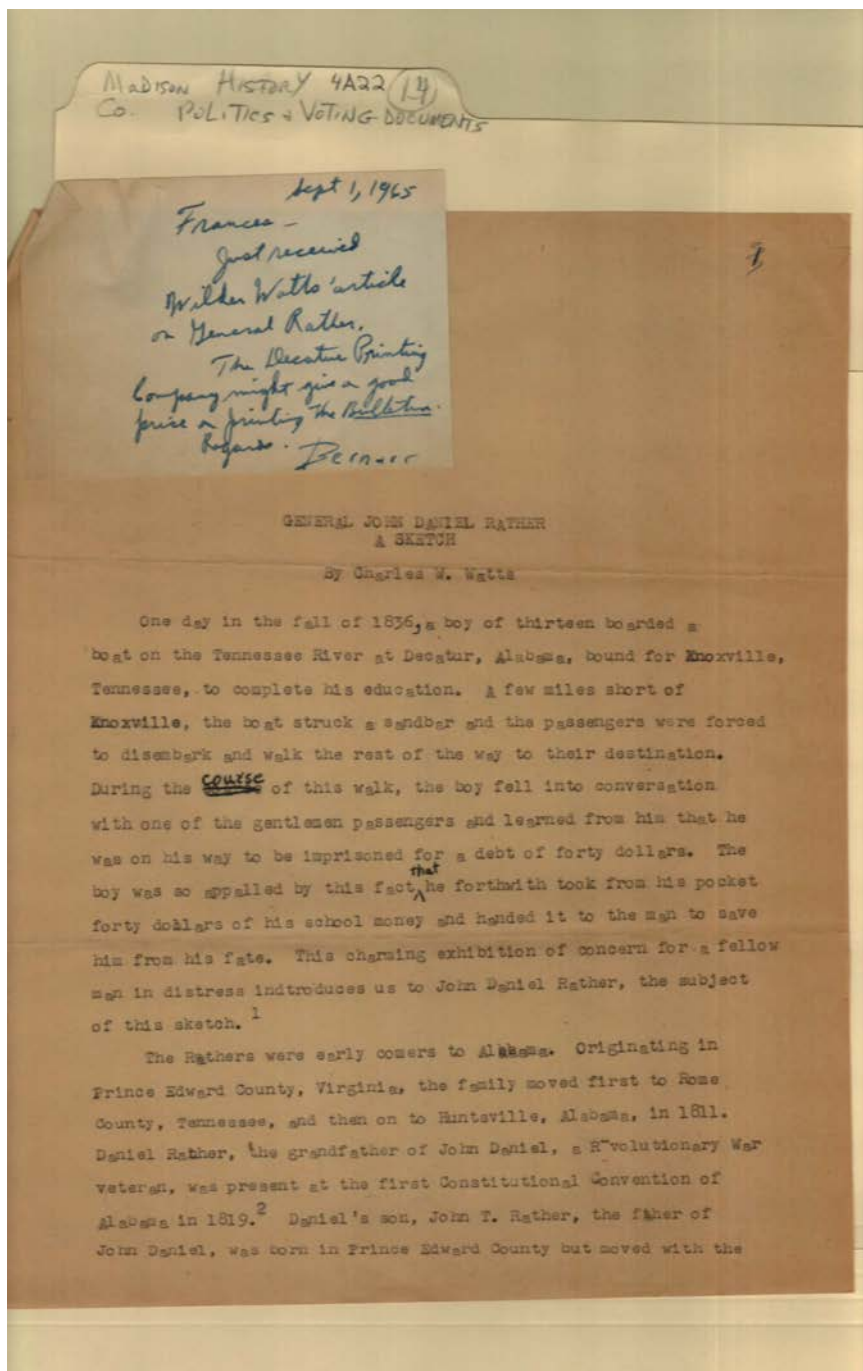 MADISON HISTORY 4A22 14
Co. POLITICS & VOTING DOCUMENTS
Sept 1, 1965
Frances -
Just received
Wilder Watts' article
on General Rather.
The Decatur Printing
Company might give a good
price on printing The Bulletin.
Regards.
1
GENERAL JOHN DANIEL RATHER
A SKETCH
By Charles W. Watts
One day in the fall of 1836, a boy of thirteen boarded a
boat on the Tennessee River at Decatur, Alabama, bound for Knoxville,
Tennessee, to complete his education. A few miles short of
Knoxville, the boat struck a sandbar and the passengers were forced
to disembark and walk the rest of the way to their destination.
During the course of this walk, the boy fell into conversation
with one of the gentlemen passengers and learned from him that he
was on his way to be imprisoned for a debt of forty dollars. The
boy was so appalled by this fact that he forthwith took from his pocket
forty dollars of his school money and handed it to the man to save
him from his fate. This charming exhibition of concern for a fellow
man in distress indtroduces us to John Daniel Rather, the subject
of this sketch. 1
The Rathers were early comers to Alabama. Originating in
Prince Edward County, Virginia, the family moved first to Rome
County, Tennessee, and then on to Huntsville, Alabama, in 1811.
Daniel Rather, the grandfather of John Daniel, a R-volutionary War
veteran, was present at the first Constitutional Convention of
Alabama in 1819.2 Daniel's son, John T. Rather, the father of
John Daniel, was born in Prince Edward County but moved with the